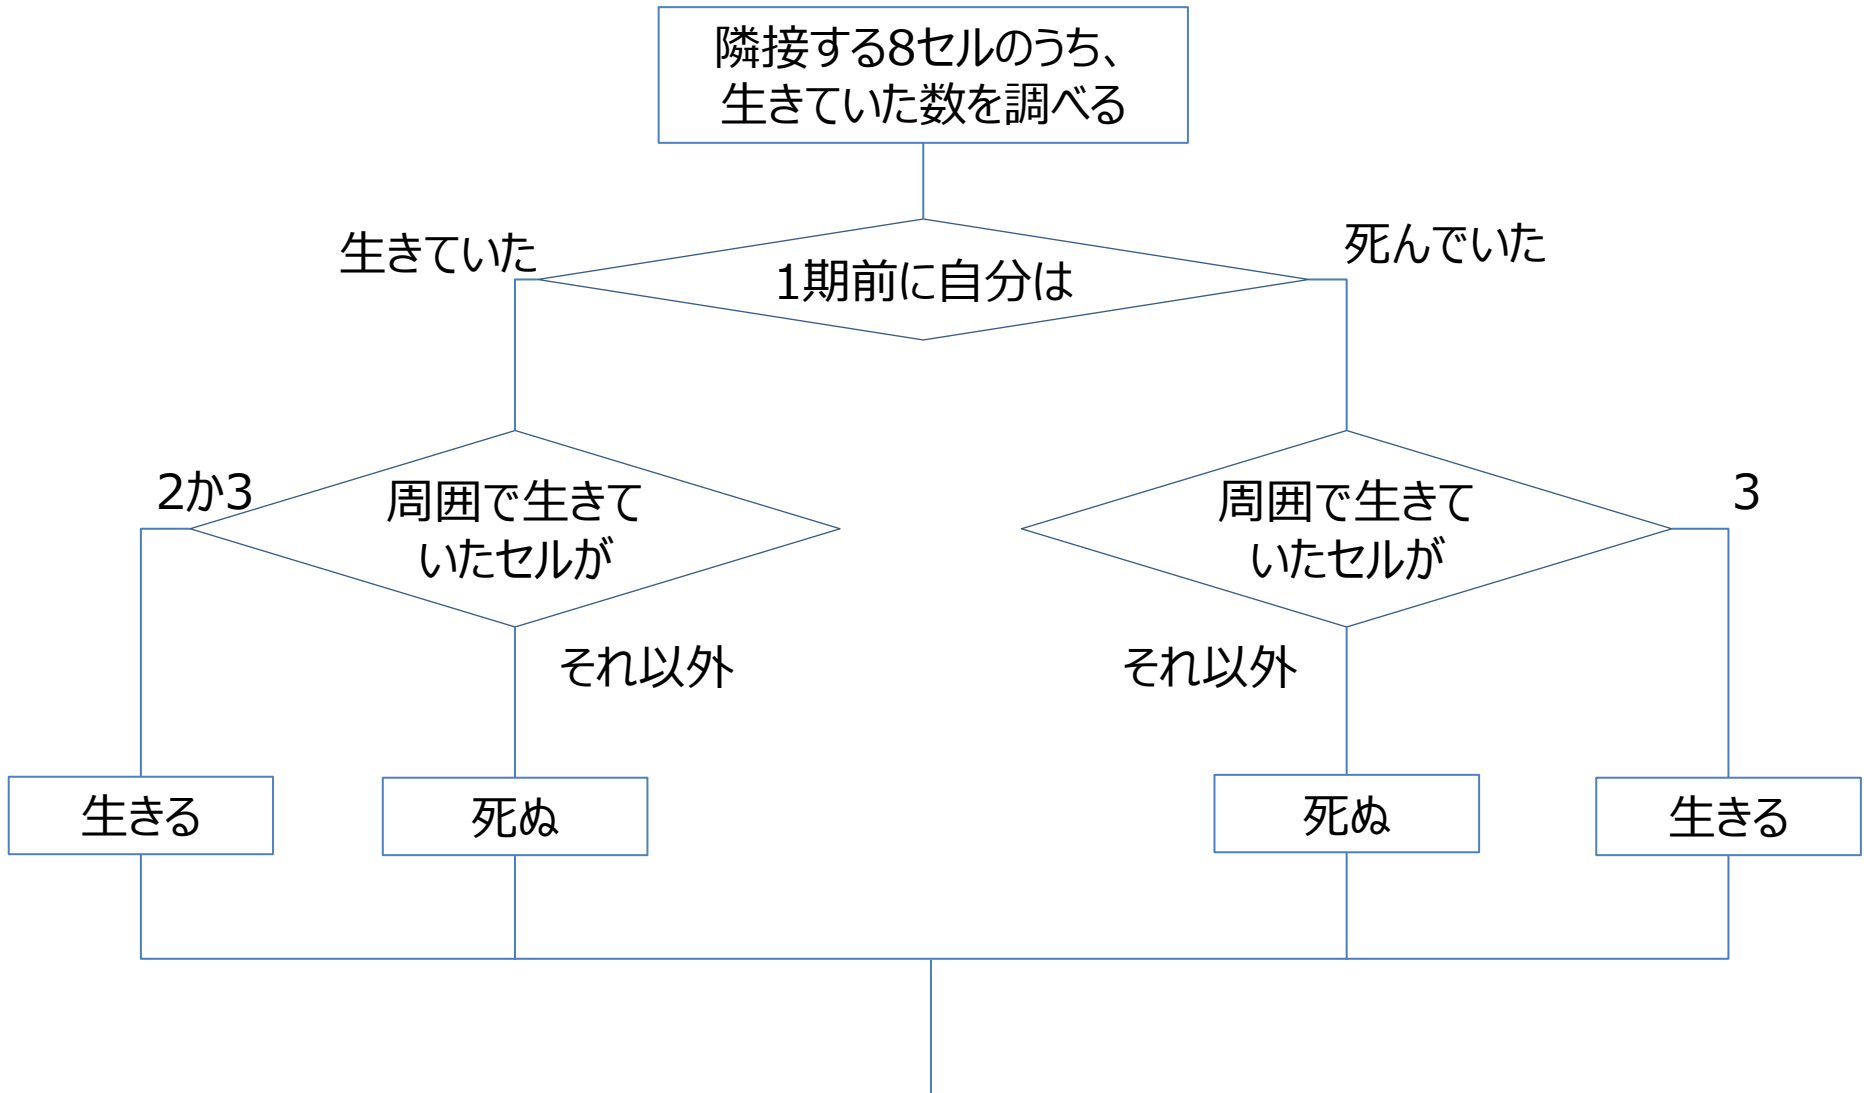 隣接する8セルのうち、
生きていた数を調べる
生きていた
死んでいた
1期前に自分は
2か3
周囲で生きて
いたセルが
周囲で生きて
いたセルが
3
それ以外
それ以外
生きる
死ぬ
死ぬ
生きる